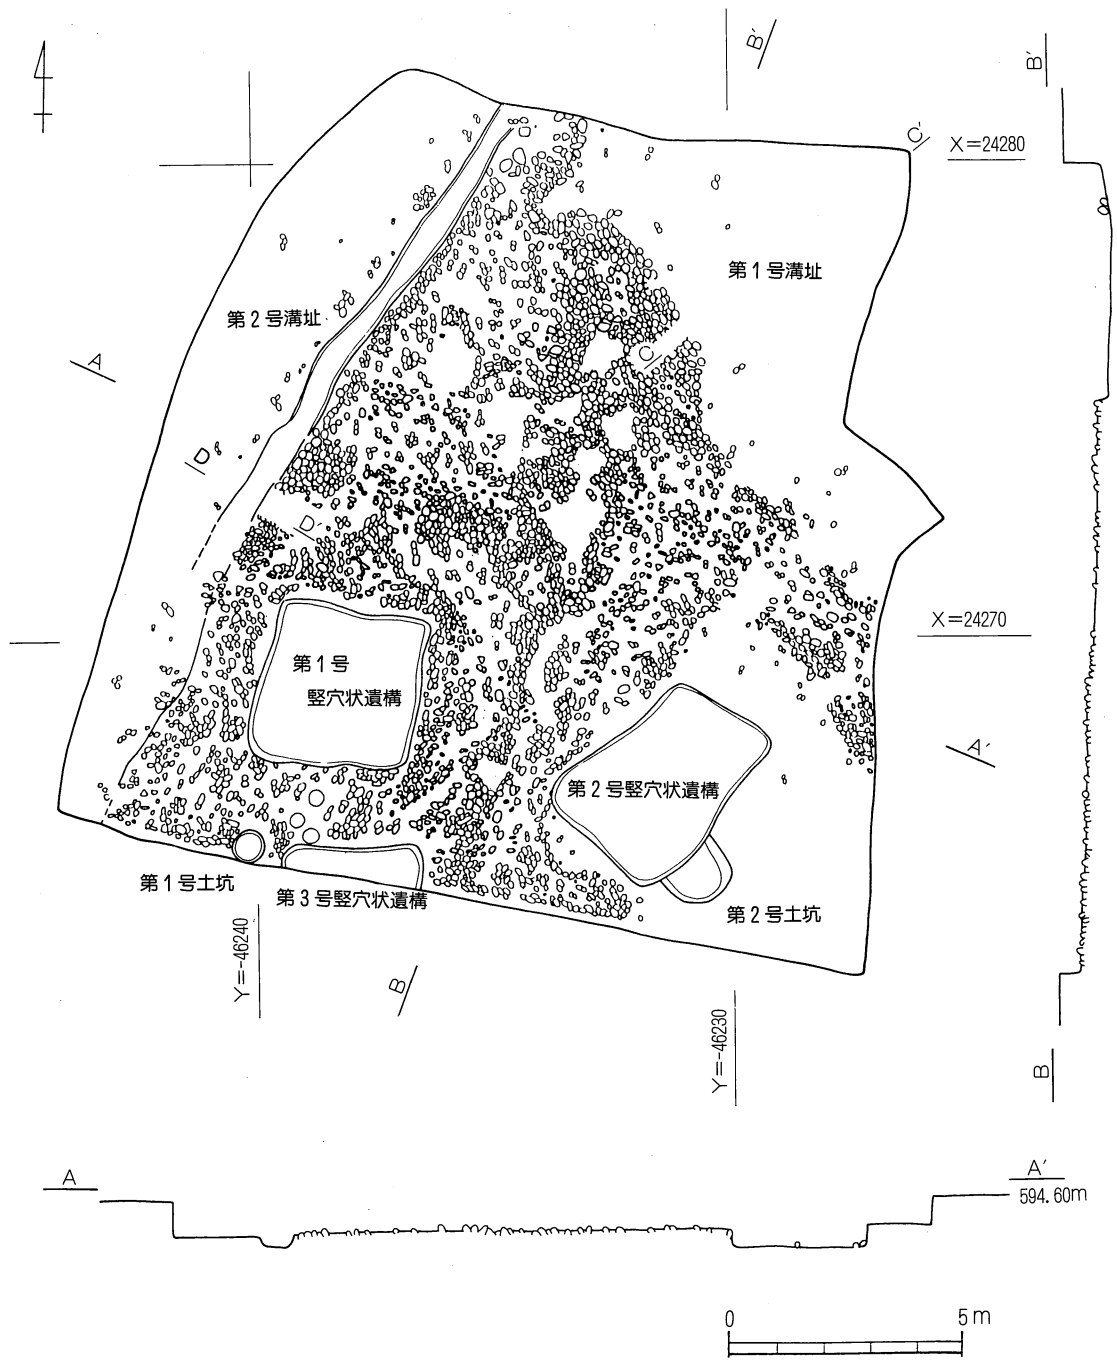 B′
B′
C′
X=24280
第1号溝址
第2号溝址
A
C
D
D′
X=24270
第1号
竪穴状遺構
A′
第2号竪穴状遺構
第1号土坑
第3号竪穴状遺構
第2号土坑
Y=-46240
B
Y=-46230
B
A
A′
594.60m
0 5m